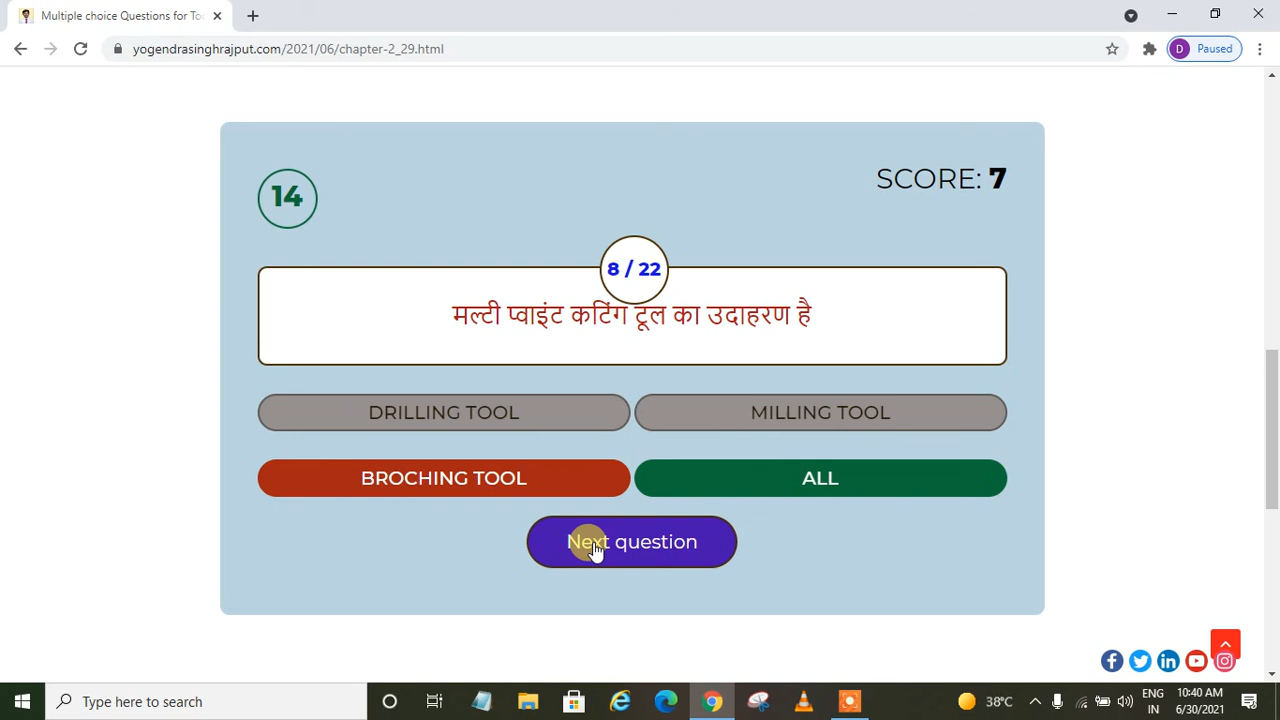 Multiple choice Questions for To
yogendrasinghrajput.com/2021/06/chapter-2_29.html
D
Paused
14
SCORE: 7
8 / 22
मल्टी प्वाइंट कटिंग टूल का उदाहरण है
DRILLING TOOL
MILLING TOOL
BROCHING TOOL
ALL
Next question
Type here to search
38°C
ENG
IN
10:40 AM
6/30/2021